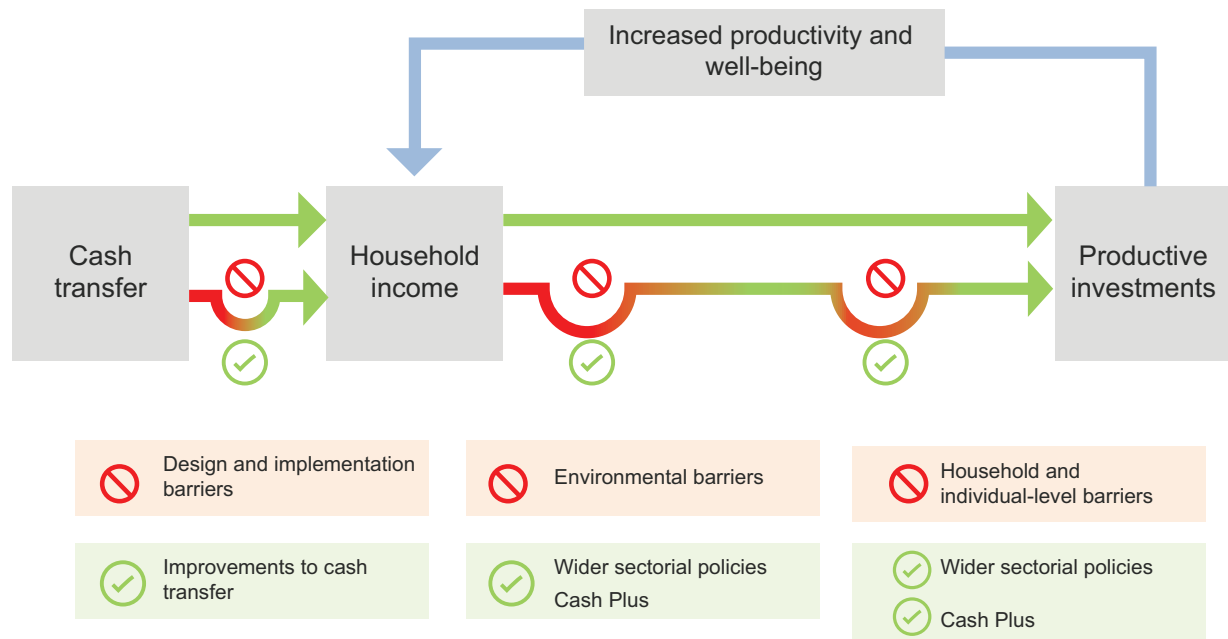 Increased productivity and
well-being
Cash
transfer
Household
income
Productive
investments
Design and implementation
barriers
Environmental barriers
Household and
individual-level barriers
Improvements to cash
transfer
Wider sectorial policies
Cash Plus
Wider sectorial policies
Cash Plus